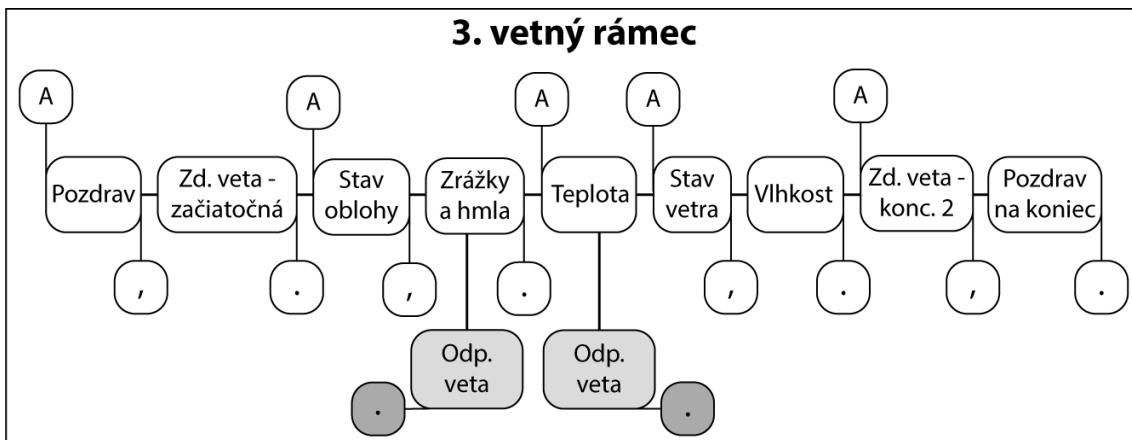 3. vetný rámec
A
A
A
A
A
Pozdrav
Zd. veta -
začiatočná
Stav
oblohy
Zrážky
a hmla
Teplota
Stav
vetra
Vlhkosť
Zd. veta -
konc. 2
Pozdrav
na koniec
,
.
,
.
,
.
,
.
Odp.
veta
Odp.
veta
.
.